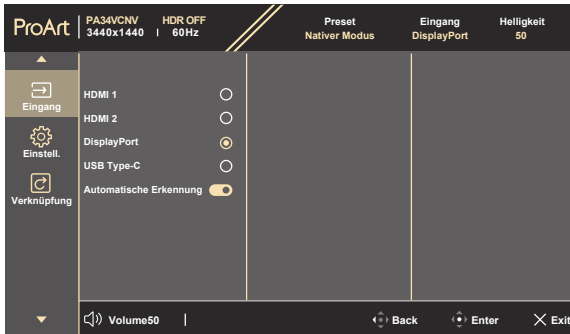 ProArt
PA34VCNV HDR OFF
3440x1440 | 60Hz
Preset
Nativer Modus
Eingang
DisplayPort
Helligkeit
50
Eingang
Einstell.
Verknüpfung
HDMI 1
HDMI 2
DisplayPort
USB Type-C
Automatische Erkennung
Volume50 |
Back
Enter
Exit